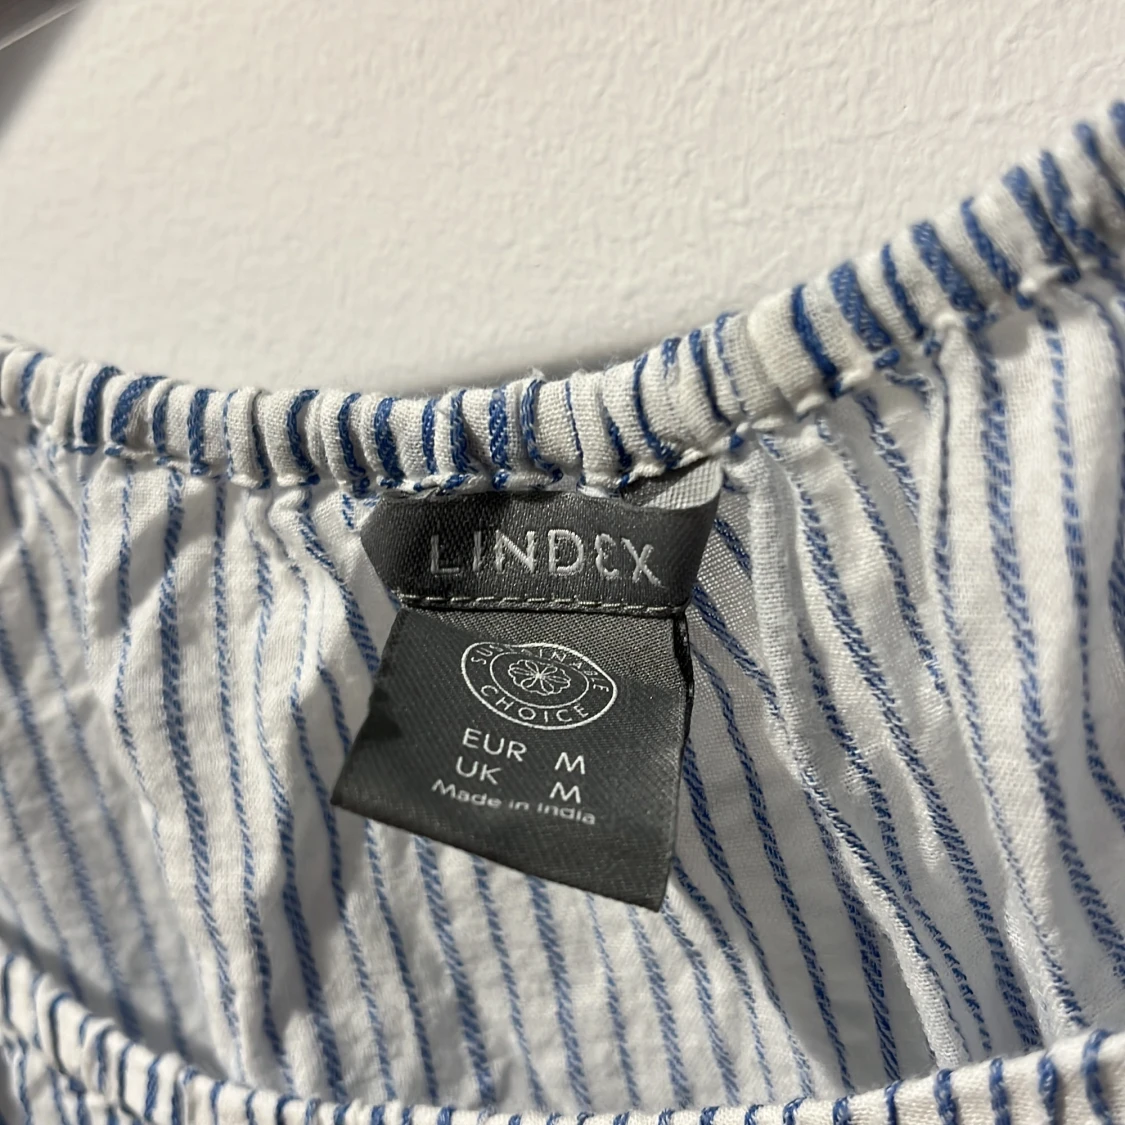 LINDEX
SUSTAINABLE
CHOICE
EUR M
UK M
Made in India